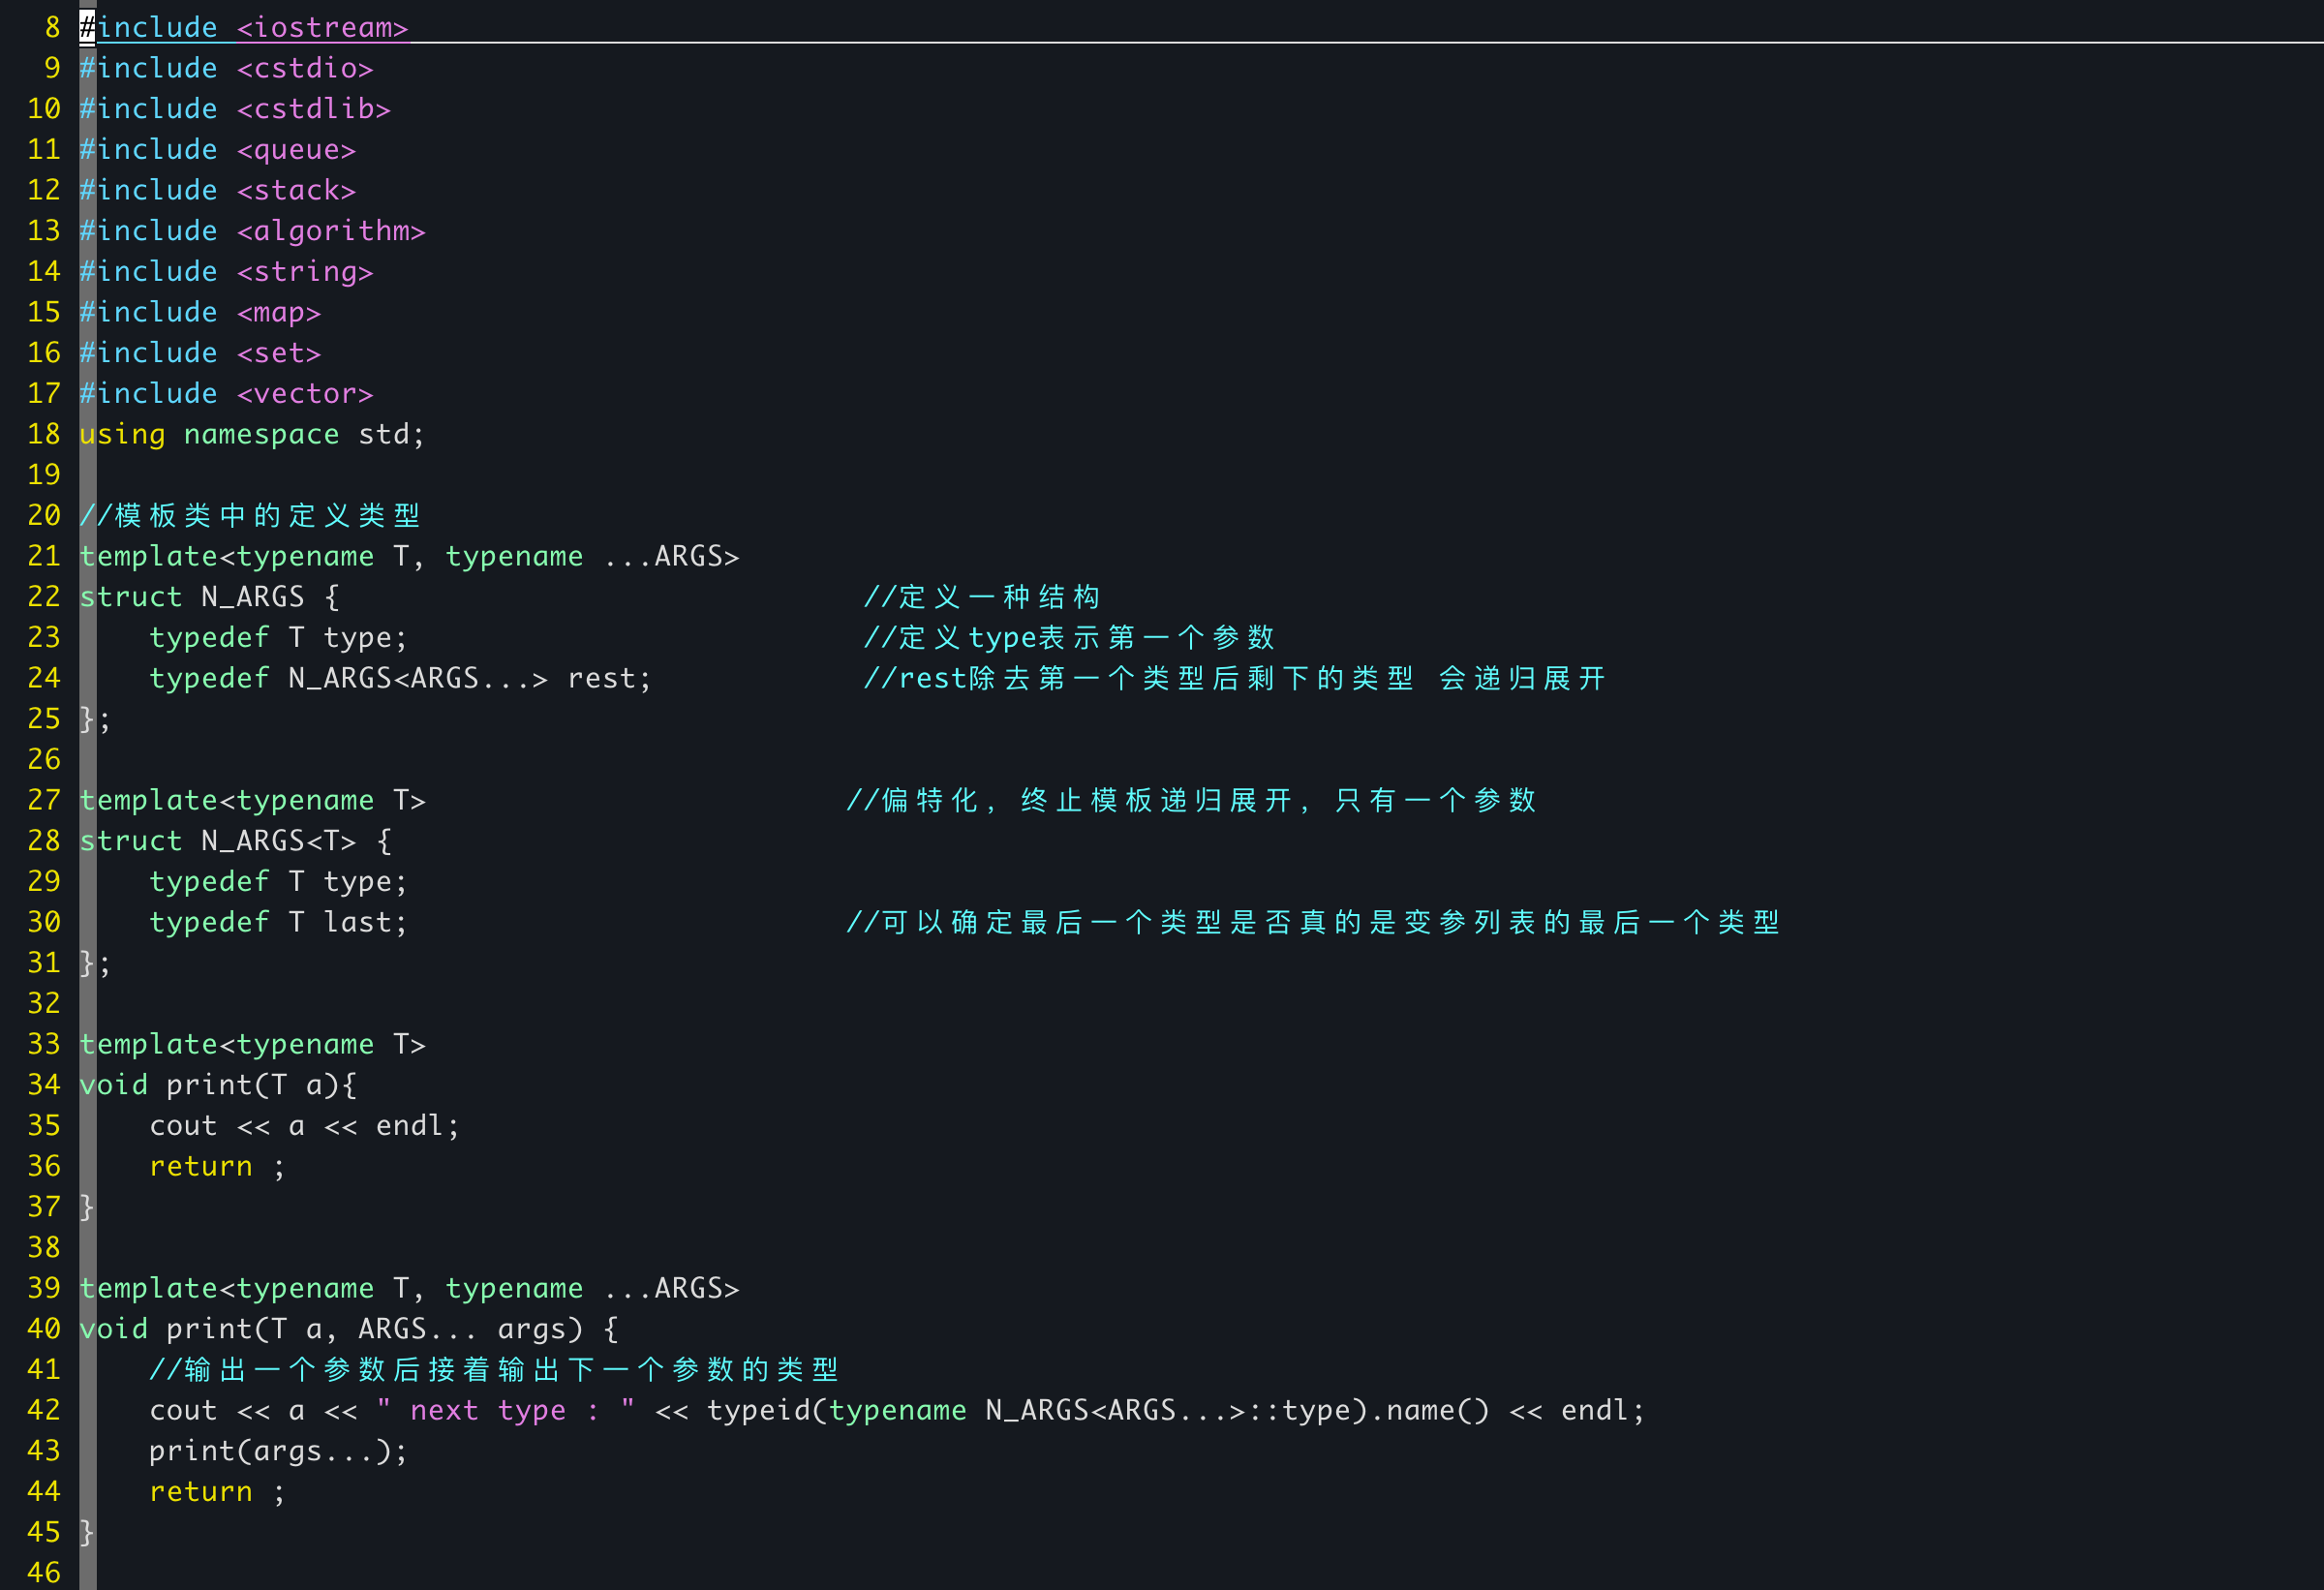 8 #include <iostream>
9 #include <cstdio>
10 #include <cstdlib>
11 #include <queue>
12 #include <stack>
13 #include <algorithm>
14 #include <string>
15 #include <map>
16 #include <set>
17 #include <vector>
18 using namespace std;
19
20 //模板类中的定义类型
21 template<typename T, typename ...ARGS>
22 struct N_ARGS {                              //定义一种结构
23     typedef T type;                          //定义type表示第一个参数
24     typedef N_ARGS<ARGS...> rest;            //rest除去第一个类型后剩下的类型 会递归展开
25 };
26
27 template<typename T>                        //偏特化, 终止模板递归展开, 只有一个参数
28 struct N_ARGS<T> {
29     typedef T type;
30     typedef T last;                         //可以确定最后一个类型是否真的是变参列表的最后一个类型
31 };
32
33 template<typename T>
34 void print(T a){
35     cout << a << endl;
36     return ;
37 }
38
39 template<typename T, typename ...ARGS>
40 void print(T a, ARGS... args) {
41     //输出一个参数后接着输出下一个参数的类型
42     cout << a << " next type : " << typeid(typename N_ARGS<ARGS...>::type).name() << endl;
43     print(args...);
44     return ;
45 }
46